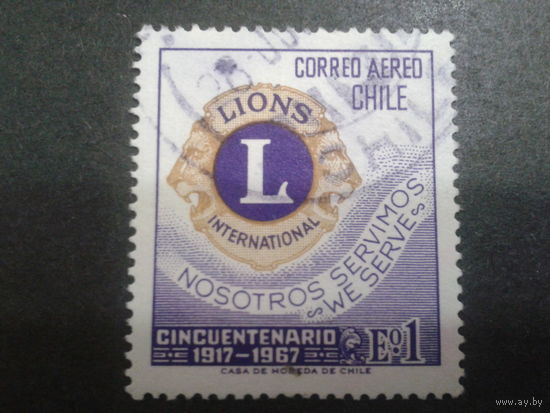 CORREO AEREO
CHILE
LIONS
L
INTERNATIONAL
NOSOTROS SERVIMOS
WE SERVE
CINCUENTENARIO
1917-1967
Eº1
CASA DE MONEDA DE CHILE
www.ay.by